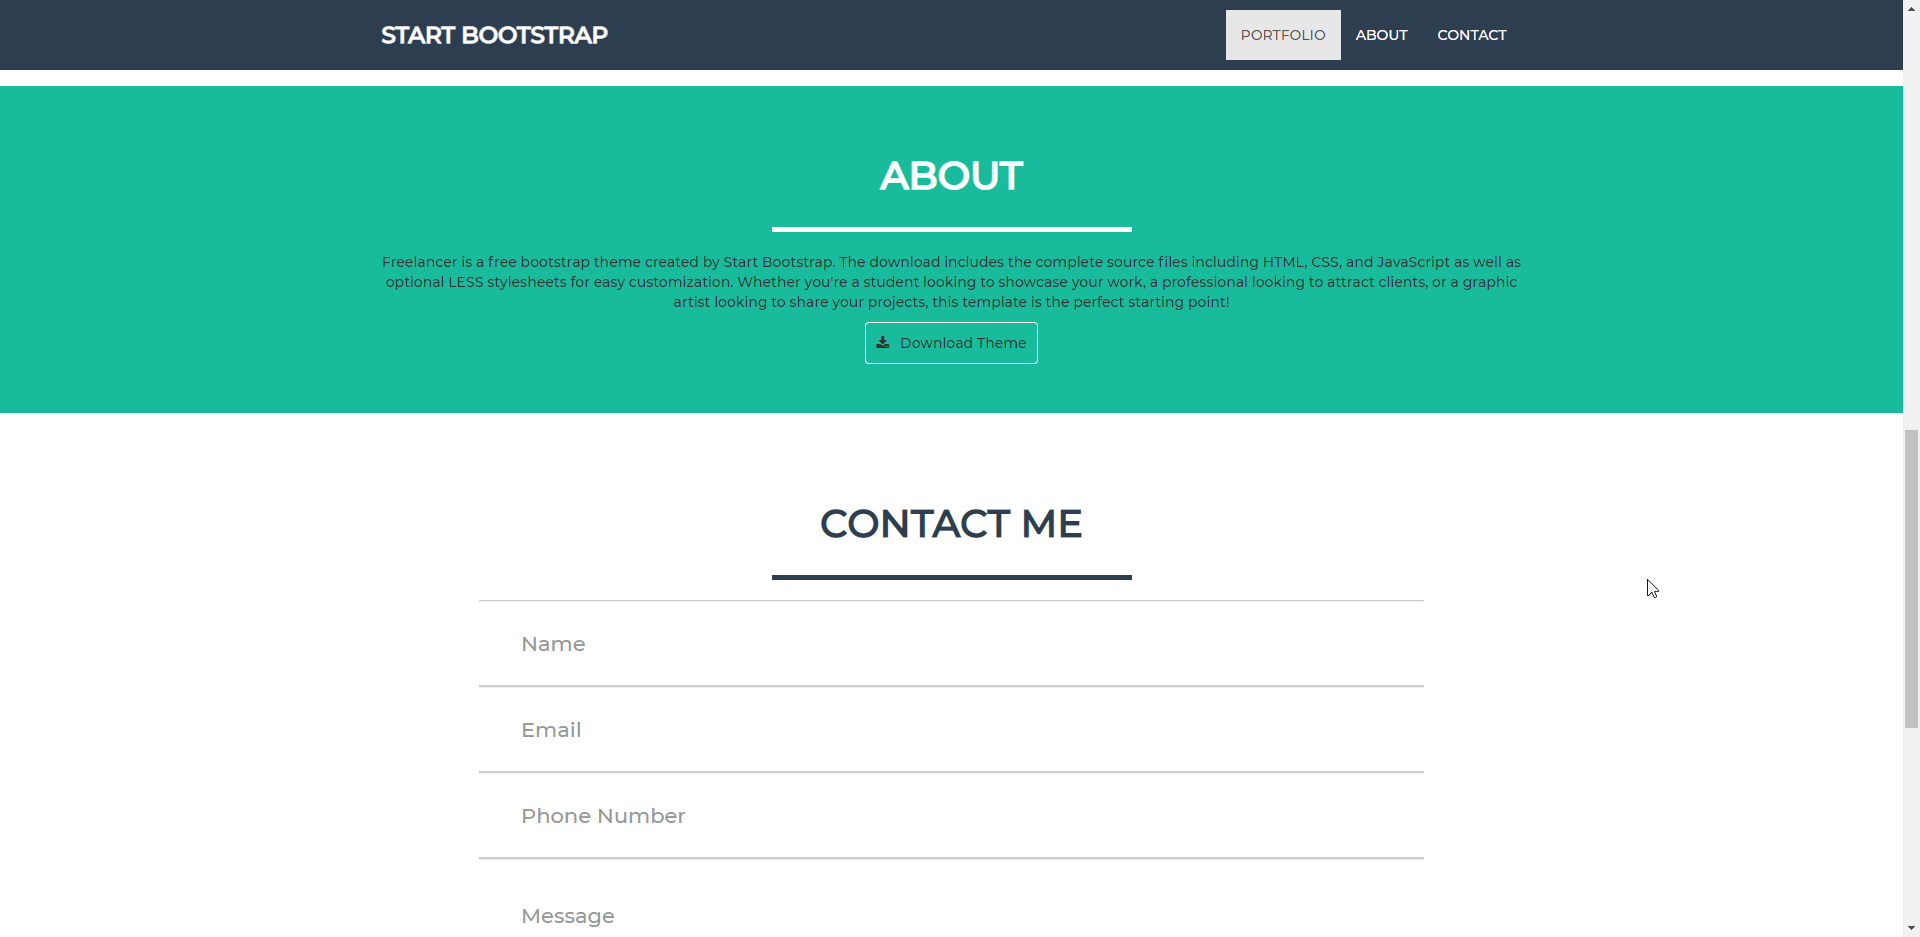 START BOOTSTRAP
PORTFOLIO ABOUT CONTACT
ABOUT
Freelancer is a free bootstrap theme created by Start Bootstrap. The download includes the complete source files including HTML, CSS, and JavaScript as well as
optional LESS stylesheets for easy customization. Whether you're a student looking to showcase your work, a professional looking to attract clients, or a graphic
artist looking to share your projects, this template is the perfect starting point!
Download Theme
CONTACT ME
Name
Email
Phone Number
Message